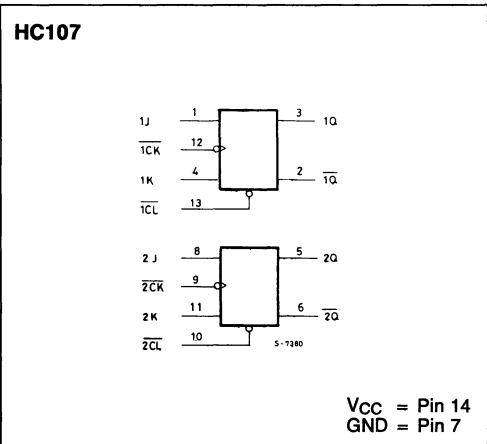 HC107
1J 1 3 1Q
1CK 12
1K 4 2 1Q
1CL 13
2J 8 5 2Q
2CK 9
2K 11 6 2Q
2CL 10
S-7380
VCC = Pin 14
GND = Pin 7